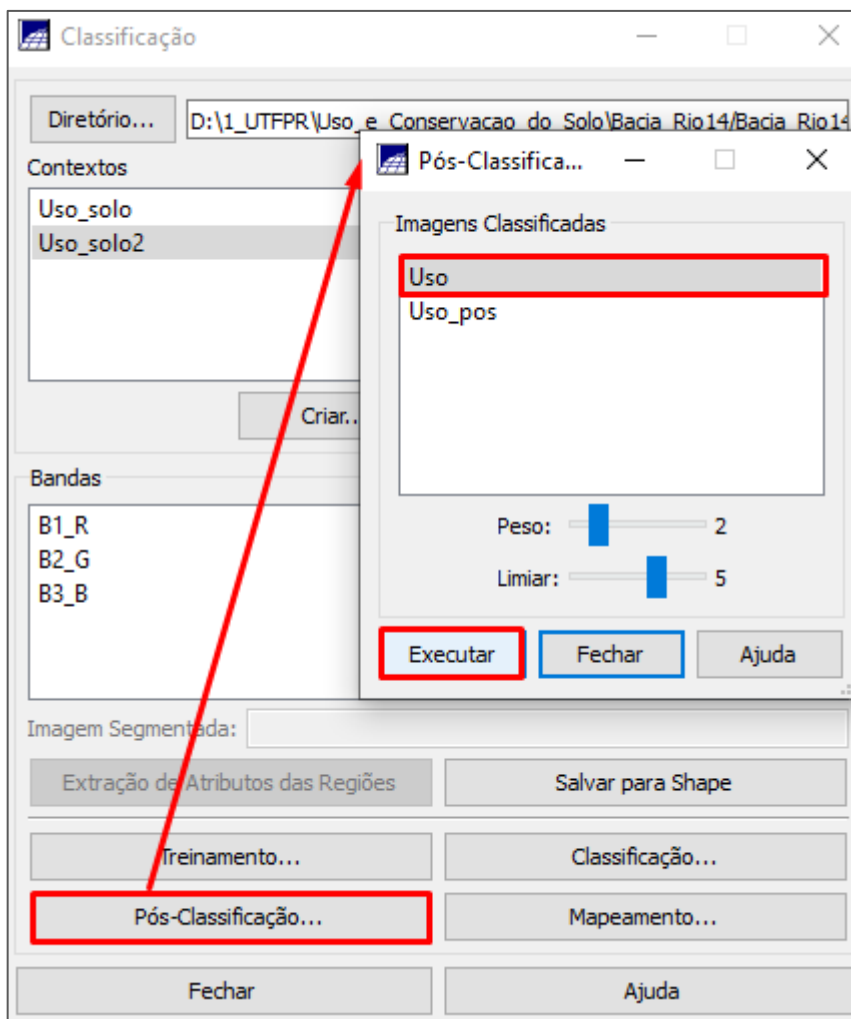 Classificação
Diretório...
D:\1_UTFPR\Uso_e_Conservacao_do_Solo\Bacia_Rio14/Bacia_Rio14
Contextos
Uso_solo
Uso_solo2
Criar..
Bandas
B1_R
B2_G
B3_B
Imagem Segmentada:
Extração de Atributos das Regiões
Salvar para Shape
Treinamento...
Classificação...
Pós-Classificação...
Mapeamento...
Fechar
Ajuda
Pós-Classifica...
Imagens Classificadas
Uso
Uso_pos
Peso: 2
Limiar: 5
Executar
Fechar
Ajuda